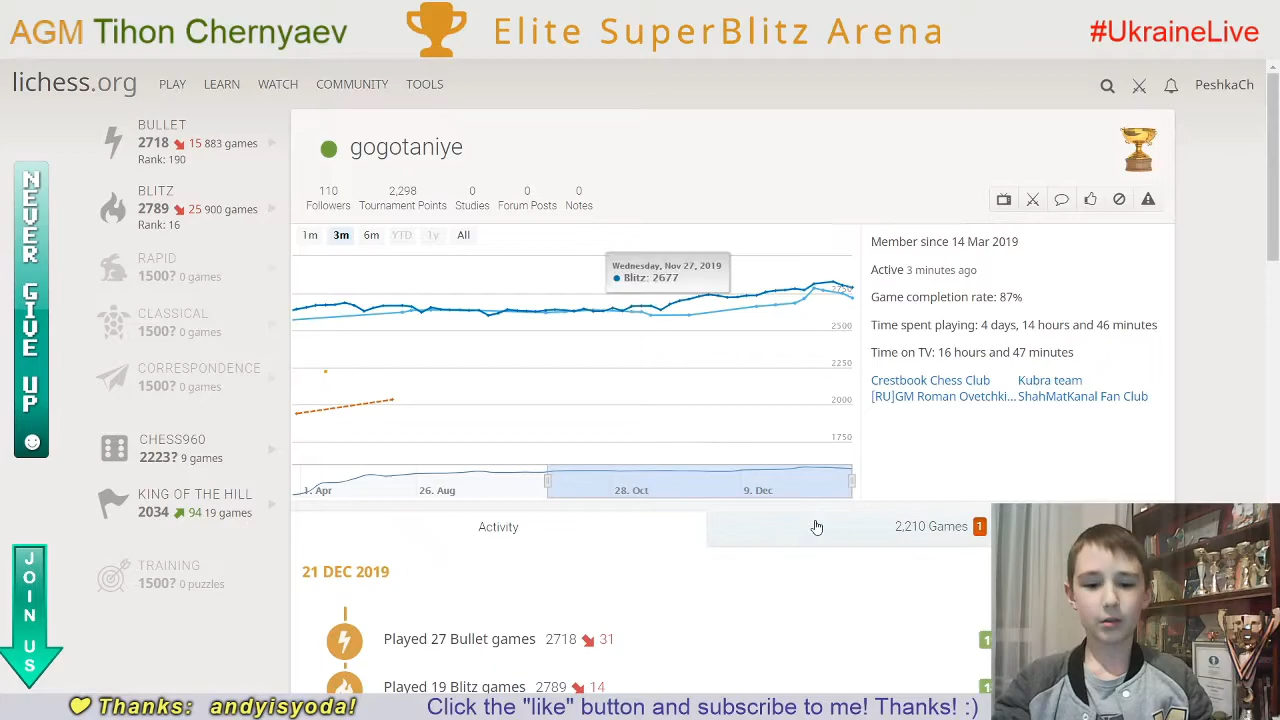 AGM Tihon Chernyaev
Elite SuperBlitz Arena
#UkraineLive
lichess.org
PLAY LEARN WATCH COMMUNITY TOOLS
PeshkaCh
NEVER GIVE UP
JOIN US
BULLET
2718 15 883 games
Rank: 190
BLITZ
2789 25 900 games
Rank: 16
RAPID
1500? 0 games
CLASSICAL
1500? 0 games
CORRESPONDENCE
1500? 0 games
CHESS960
2223? 9 games
KING OF THE HILL
2034 94 19 games
TRAINING
1500? 0 puzzles
gogotaniye
110 2,298 0 0 0
Followers Tournament Points Studies Forum Posts Notes
1m 3m 6m YTD 1y All
Wednesday, Nov 27, 2019
Blitz: 2677
2750
2500
2250
2000
1750
1. Apr 26. Aug 28. Oct 9. Dec
Member since 14 Mar 2019
Active 3 minutes ago
Game completion rate: 87%
Time spent playing: 4 days, 14 hours and 46 minutes
Time on TV: 16 hours and 47 minutes
Crestbook Chess Club Kubra team
[RU]GM Roman Ovetchki... ShahMatKanal Fan Club
Activity 2,210 Games 1
21 DEC 2019
Played 27 Bullet games 2718 31
Played 19 Blitz games 2789 14
Thanks: andyisyoda!
Click the "like" button and subscribe to me! Thanks! :)